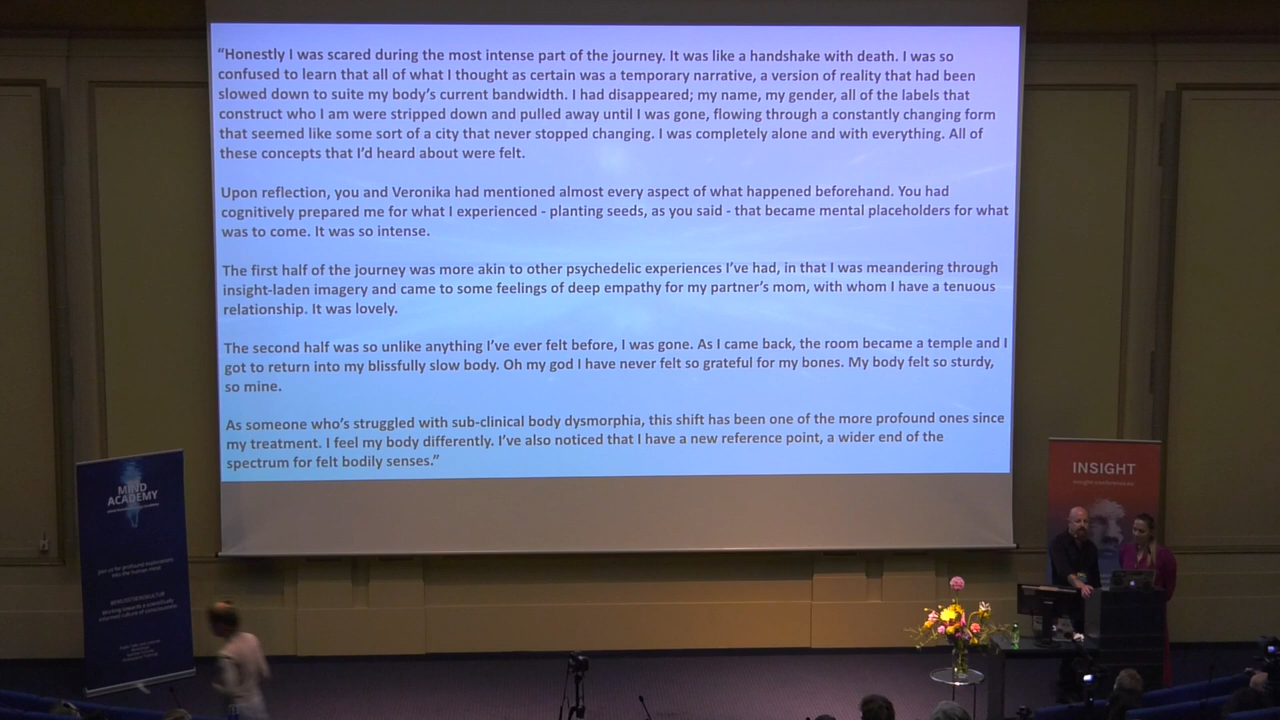 “Honestly I was scared during the most intense part of the journey. It was like a handshake with death. I was so
confused to learn that all of what I thought as certain was a temporary narrative, a version of reality that had been
slowed down to suite my body’s current bandwidth. I had disappeared; my name, my gender, all of the labels that
construct who I am were stripped down and pulled away until I was gone, flowing through a constantly changing form
that seemed like some sort of a city that never stopped changing. I was completely alone and with everything. All of
these concepts that I’d heard about were felt.
Upon reflection, you and Veronika had mentioned almost every aspect of what happened beforehand. You had
cognitively prepared me for what I experienced - planting seeds, as you said - that became mental placeholders for what
was to come. It was so intense.
The first half of the journey was more akin to other psychedelic experiences I’ve had, in that I was meandering through
insight-laden imagery and came to some feelings of deep empathy for my partner’s mom, with whom I have a tenuous
relationship. It was lovely.
The second half was so unlike anything I’ve ever felt before, I was gone. As I came back, the room became a temple and I
got to return into my blissfully slow body. Oh my god I have never felt so grateful for my bones. My body felt so sturdy,
so mine.
As someone who’s struggled with sub-clinical body dysmorphia, this shift has been one of the more profound ones since
my treatment. I feel my body differently. I’ve also noticed that I have a new reference point, a wider end of the
spectrum for felt bodily senses.”
MIND
ACADEMY
join us for profound explorations
into the human mind
INSIGHT
insight-conference.eu